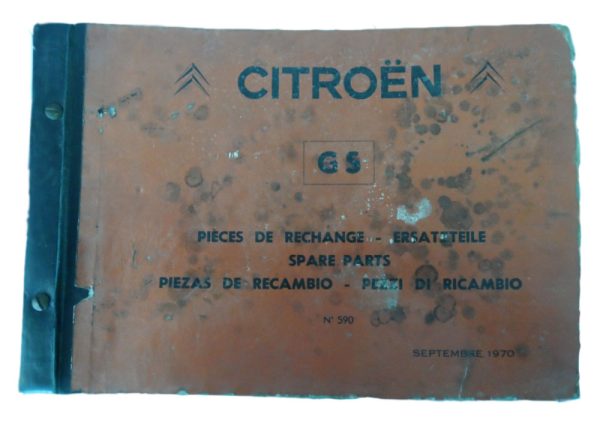 CITROËN
GS
PIÈCES DE RECHANGE - ERSATZTEILE
SPARE PARTS
PIEZAS DE RECAMBIO - PEZZI DI RICAMBIO
N° 590
SEPTEMBRE 1970